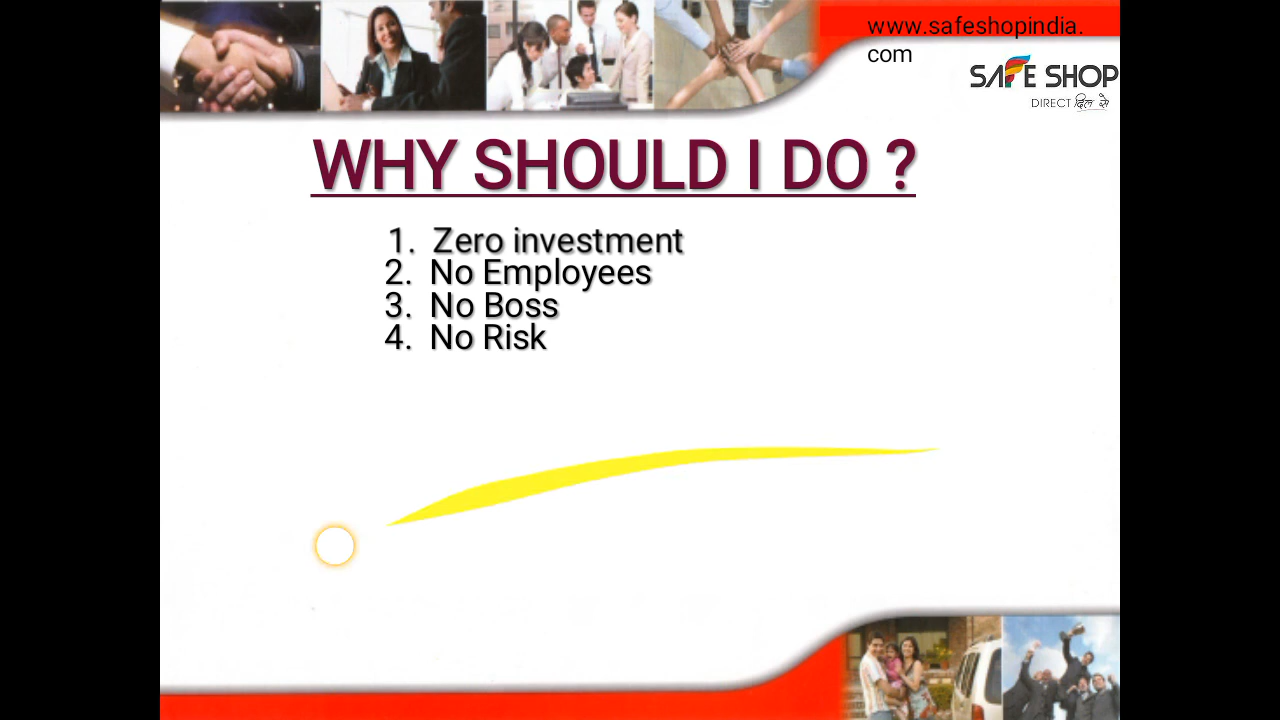 www.safeshopindia.
com
SAFE SHOP
DIRECT दिल से
WHY SHOULD I DO ?
1. Zero investment
2. No Employees
3. No Boss
4. No Risk